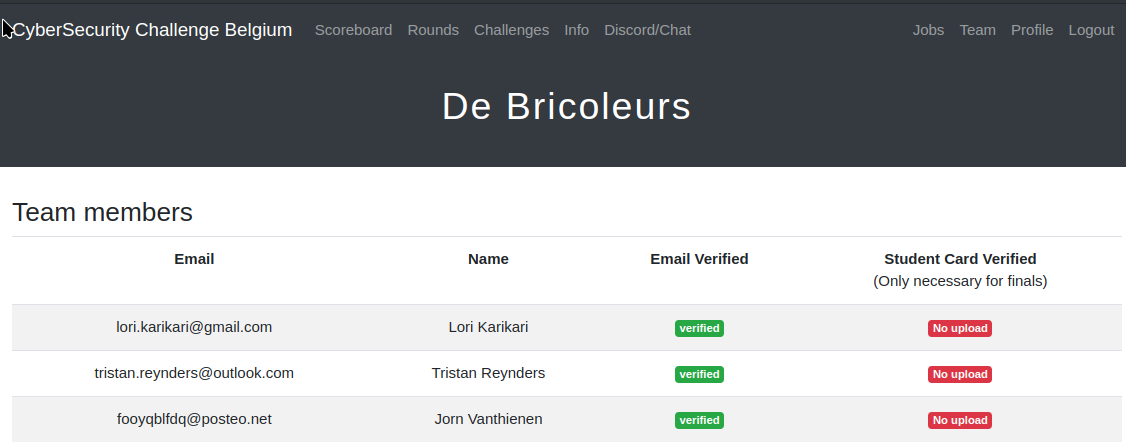 CyberSecurity Challenge Belgium Scoreboard Rounds Challenges Info Discord/Chat Jobs Team Profile Logout
De Bricoleurs
Team members
Email Name Email Verified Student Card Verified
(Only necessary for finals)
lori.karikari@gmail.com Lori Karikari verified No upload
tristan.reynders@outlook.com Tristan Reynders verified No upload
fooyqblfdq@posteo.net Jorn Vanthienen verified No upload